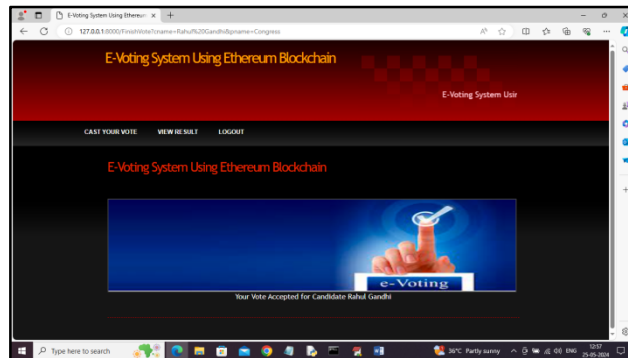 E-Voting System Using Ethereum
127.0.0.1:8000/FinishVote?cname=Rahul%20Gandhi&pname=Congress
E-Voting System Using Ethereum Blockchain
E-Voting System Usir
CAST YOUR VOTE VIEW RESULT LOGOUT
E-Voting System Using Ethereum Blockchain
e-Voting
Your Vote Accepted for Candidate Rahul Gandhi
Type here to search
36°C Partly sunny
ENG
12:57
25-05-2024